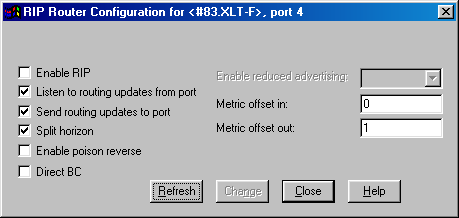 RIP Router Configuration for <#83.XLT-F>, port 4
Enable RIP
Listen to routing updates from port
Send routing updates to port
Split horizon
Enable poison reverse
Direct BC
Enable reduced advertising:
Metric offset in: 0
Metric offset out: 1
Refresh Change Close Help